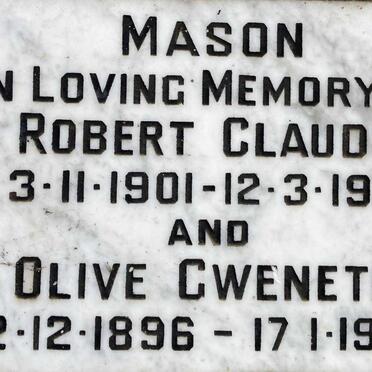 MASON
N LOVING MEMORY
ROBERT CLAUD
3·11·1901-12·3·19
AND
OLIVE GWENET
2·12·1896 - 17 1·19